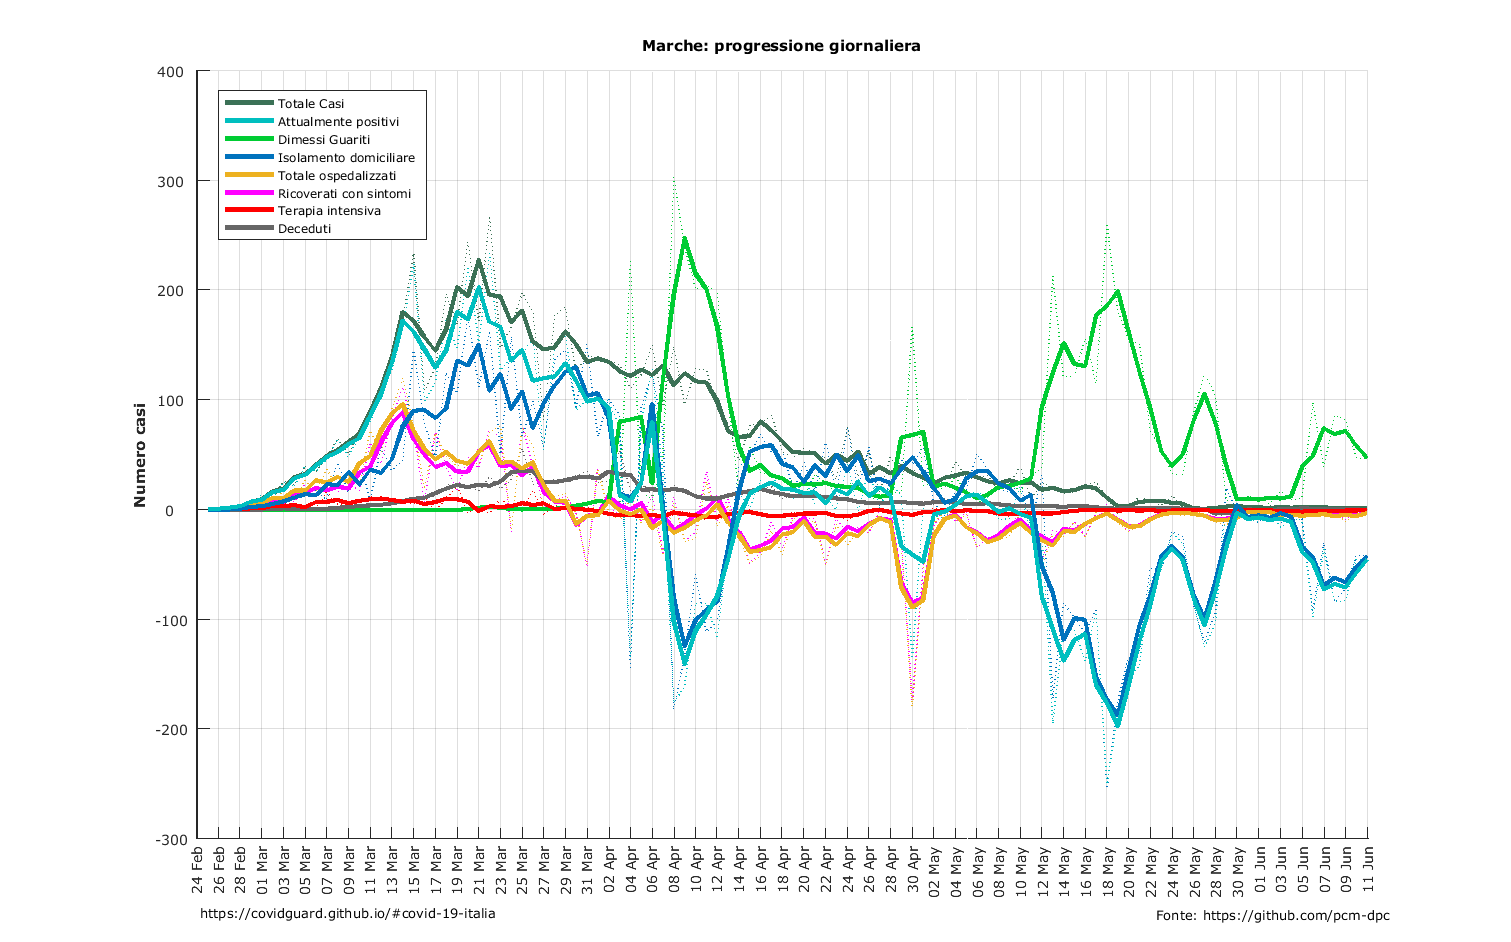 Marche: progressione giornaliera
400
300
200
100
0
-100
-200
-300
Numero casi
Totale Casi
Attualmente positivi
Dimessi Guariti
Isolamento domiciliare
Totale ospedalizzati
Ricoverati con sintomi
Terapia intensiva
Deceduti
24 Feb
26 Feb
28 Feb
01 Mar
03 Mar
05 Mar
07 Mar
09 Mar
11 Mar
13 Mar
15 Mar
17 Mar
19 Mar
21 Mar
23 Mar
25 Mar
27 Mar
29 Mar
31 Mar
02 Apr
04 Apr
06 Apr
08 Apr
10 Apr
12 Apr
14 Apr
16 Apr
18 Apr
20 Apr
22 Apr
24 Apr
26 Apr
28 Apr
30 Apr
02 May
04 May
06 May
08 May
10 May
12 May
14 May
16 May
18 May
20 May
22 May
24 May
26 May
28 May
30 May
01 Jun
03 Jun
05 Jun
07 Jun
09 Jun
11 Jun
https://covidguard.github.io/#covid-19-italia
Fonte: https://github.com/pcm-dpc